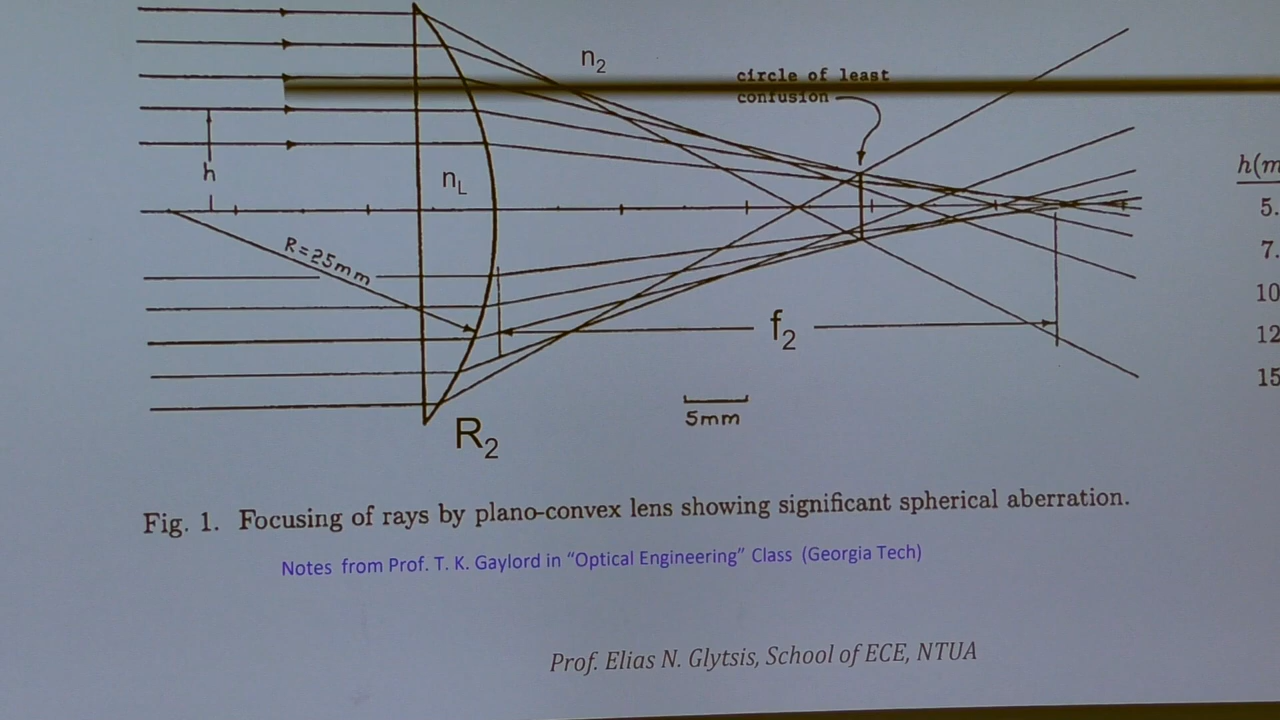 n2
circle of least
confusion
h(m
h
nL
5.
R=25mm
7.
10
f2
12
15
5mm
R2
Fig. 1. Focusing of rays by plano-convex lens showing significant spherical aberration.
Notes from Prof. T. K. Gaylord in “Optical Engineering” Class (Georgia Tech)
Prof. Elias N. Glytsis, School of ECE, NTUA